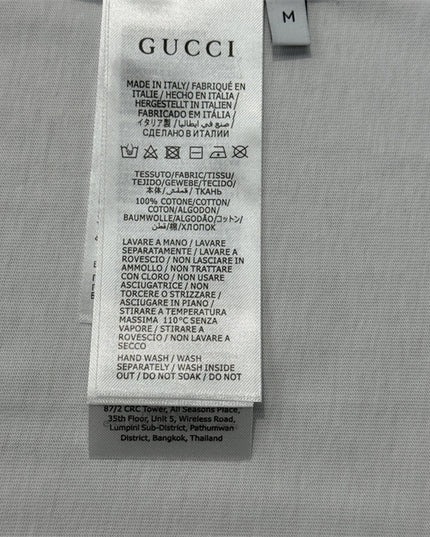 M
GUCCI
MADE IN ITALY/ FABRIQUÉ EN
ITALIE / HECHO EN ITALIA /
HERGESTELLT IN ITALIEN /
FABRICADO EM ITÁLIA /
イタリア製 / صنع في ايطاليا /
СДЕЛАНО В ИТАЛИИ
TESSUTO/FABRIC/TISSU/
TEJIDO/GEWEBE/TECIDO/
本体/ قماش / ТКАНЬ
100% COTONE/COTTON/
COTON/ALGODON/
BAUMWOLLE/ALGODÃO/コットン/
قطن/棉/ХЛОПОК
LAVARE A MANO / LAVARE
SEPARATAMENTE / LAVARE A
ROVESCIO / NON LASCIARE IN
AMMOLLO / NON TRATTARE
CON CLORO / NON USARE
ASCIUGATRICE / NON
TORCERE O STRIZZARE /
ASCIUGARE IN PIANO /
STIRARE A TEMPERATURA
MASSIMA 110°C SENZA
VAPORE / STIRARE A
ROVESCIO / NON LAVARE A
SECCO
HAND WASH / WASH
SEPARATELY / WASH INSIDE
OUT / DO NOT SOAK / DO NOT
87/2 CRC Tower, All Seasons Place,
35th Floor, Unit 5, Wireless Road,
Lumpini Sub-District, Pathumwan
District, Bangkok, Thailand